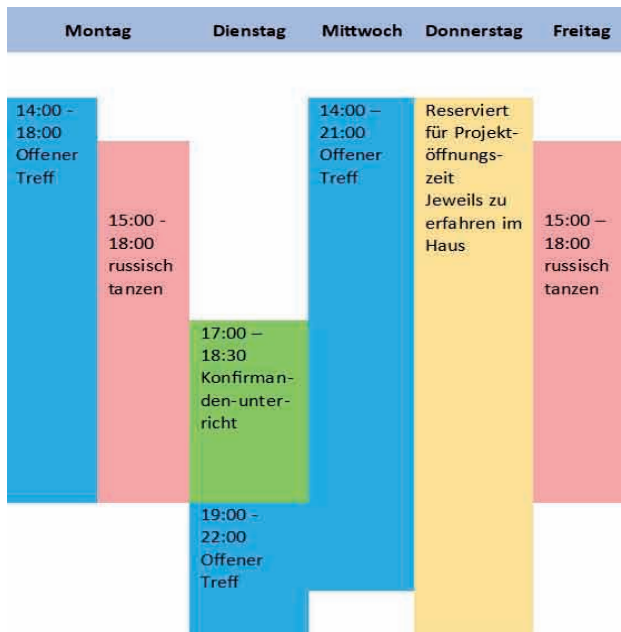 Montag Dienstag Mittwoch Donnerstag Freitag
14:00 -
18:00
Offener
Treff
15:00 -
18:00
russisch
tanzen
17:00 –
18:30
Konfirman-
den-unter-
richt
19:00 -
22:00
Offener
Treff
14:00 –
21:00
Offener
Treff
Reserviert
für Projekt-
öffnungs-
zeit
Jeweils zu
erfahren im
Haus
15:00 –
18:00
russisch
tanzen